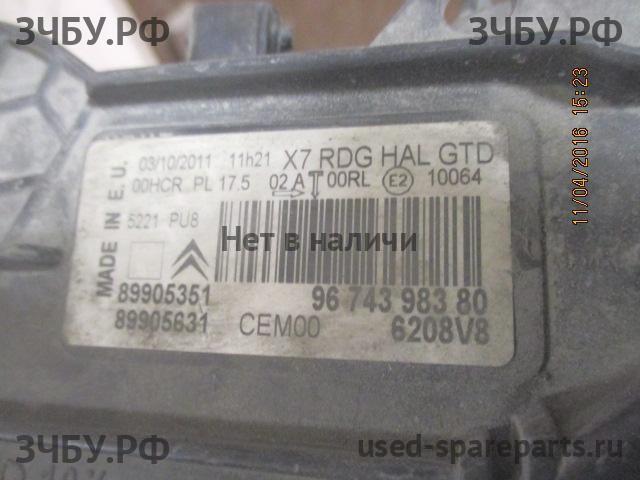 ЗЧБУ.РФ ЗЧБУ.РФ ЗЧБУ.РФ
11/04/2016 15:23
03/10/2011 11h21 X7 RDG HAL GTD
00HCR PL 17.5 02 A 00RL E2 10064
MADE IN E.U.
5221 PU8
Нет в наличи
89905351 96 743 983 80
89905631 CEM00 6208V8
ЗЧБУ.РФ used-spareparts.ru